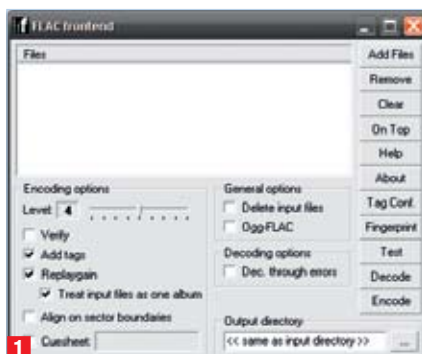 FLAC frontend
Files
Add Files
Remove
Clear
On Top
Help
About
Tag Conf.
Fingerprint
Test
Decode
Encode
Encoding options
Level: 4
Verify
Add tags
Replaygain
Treat input files as one album
Align on sector boundaries
Cuesheet
General options
Delete input files
Ogg-FLAC
Decoding options
Dec. through errors
Output directory
<< same as input directory >>
...
1